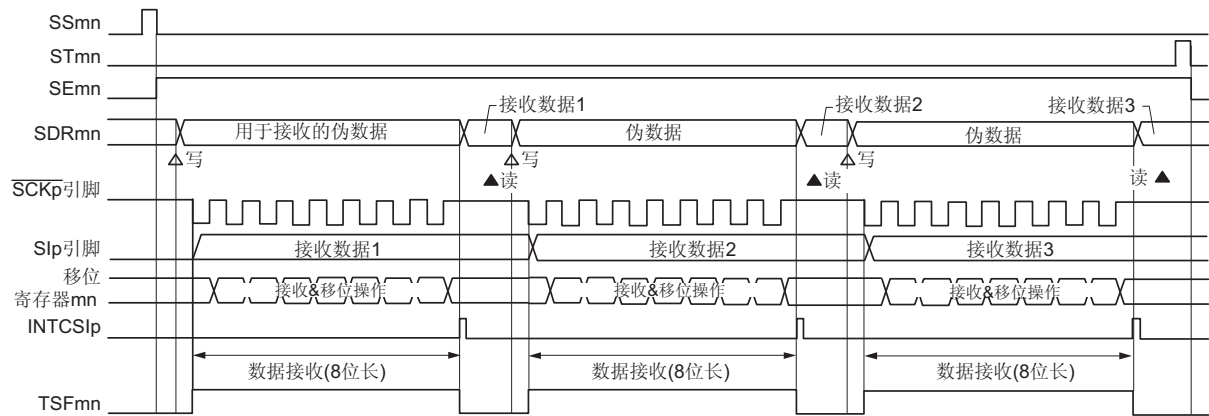 SSmn
STmn
SEmn
接收数据1
接收数据2
接收数据3
SDRmn
用于接收的伪数据
伪数据
伪数据
写
写
写
读
读
读
SCKp引脚
SIp引脚
接收数据1
接收数据2
接收数据3
移位
寄存器mn
接收&移位操作
接收&移位操作
接收&移位操作
INTCSIp
数据接收(8位长)
数据接收(8位长)
数据接收(8位长)
TSFmn